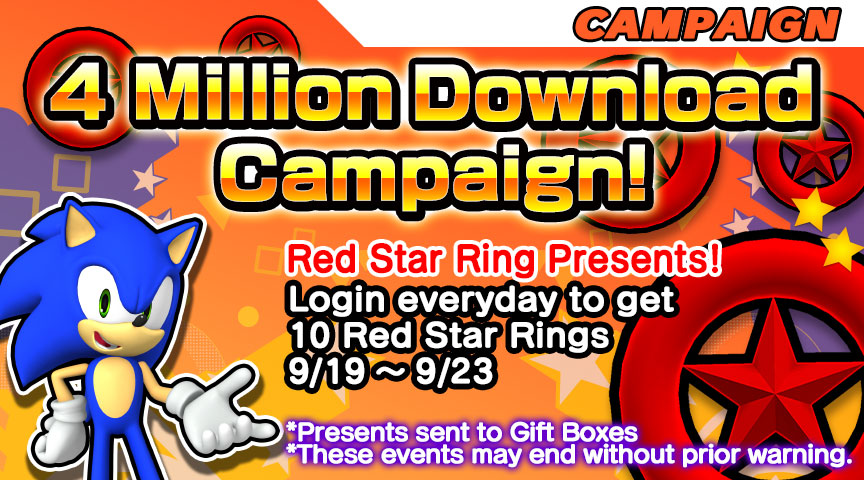 CAMPAIGN
4 Million Download
Campaign!
Red Star Ring Presents!
Login everyday to get
10 Red Star Rings
9/19 ~ 9/23
*Presents sent to Gift Boxes
*These events may end without prior warning.